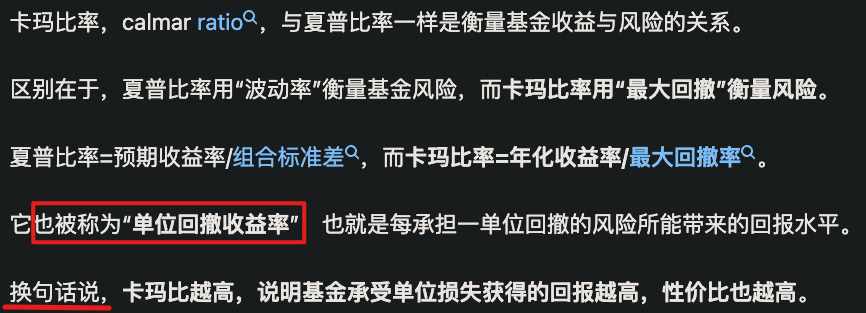 卡玛比率，calmar ratio，与夏普比率一样是衡量基金收益与风险的关系。
区别在于，夏普比率用“波动率”衡量基金风险，而卡玛比率用“最大回撤”衡量风险。
夏普比率=预期收益率/组合标准差，而卡玛比率=年化收益率/最大回撤率。
它也被称为“单位回撤收益率” 也就是每承担一单位回撤的风险所能带来的回报水平。
换句话说，卡玛比越高，说明基金承受单位损失获得的回报越高，性价比也越高。